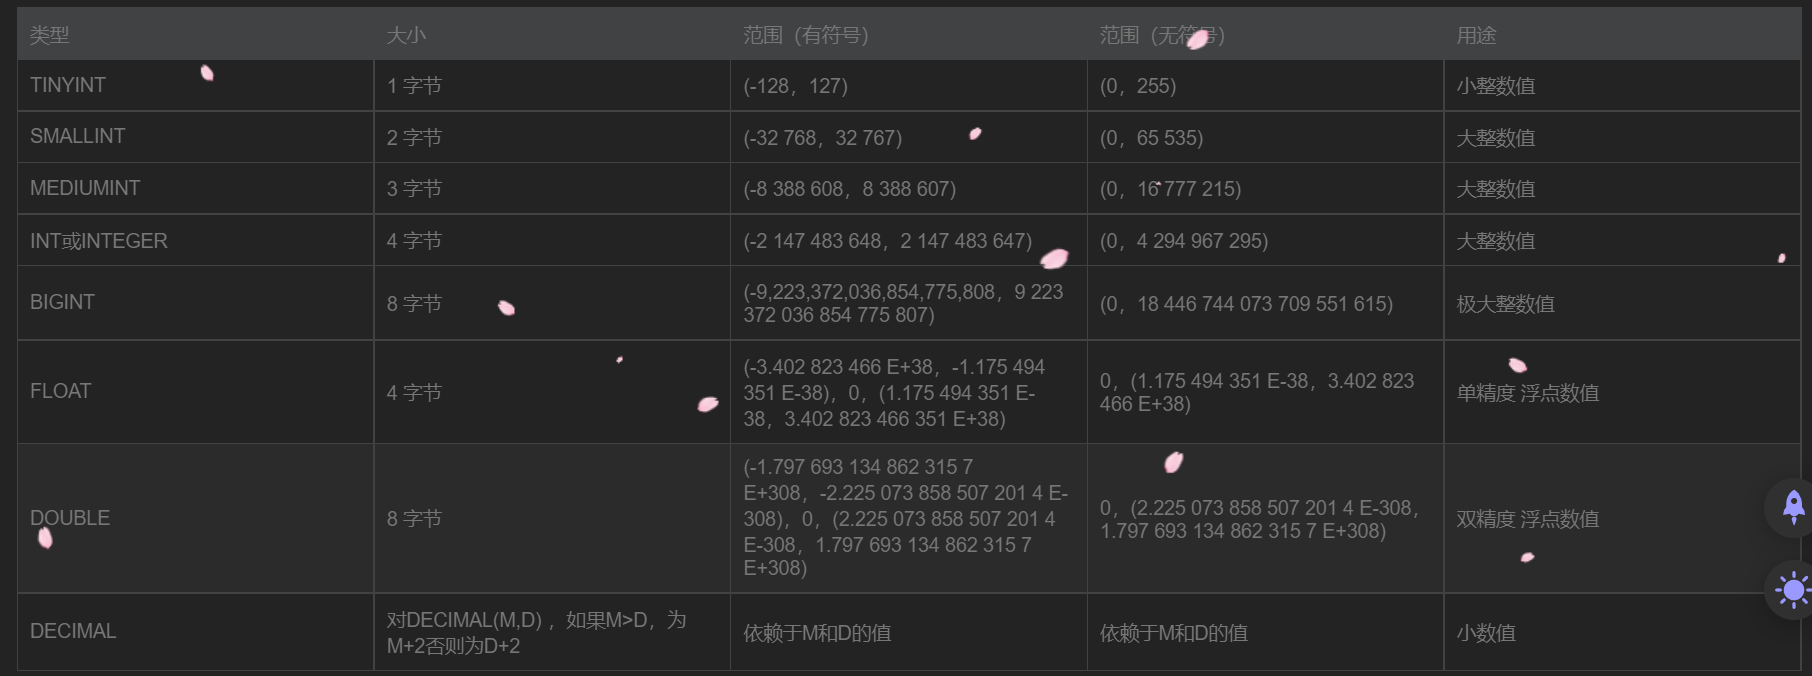 类型 大小 范围（有符号） 范围（无符号） 用途
TINYINT 1 字节 (-128，127) (0，255) 小整数值
SMALLINT 2 字节 (-32 768，32 767) (0，65 535) 大整数值
MEDIUMINT 3 字节 (-8 388 608，8 388 607) (0，16 777 215) 大整数值
INT或INTEGER 4 字节 (-2 147 483 648，2 147 483 647) (0，4 294 967 295) 大整数值
BIGINT 8 字节 (-9,223,372,036,854,775,808，9 223
372 036 854 775 807) (0，18 446 744 073 709 551 615) 极大整数值
FLOAT 4 字节 (-3.402 823 466 E+38，-1.175 494
351 E-38)，0，(1.175 494 351 E-
38，3.402 823 466 351 E+38)
0，(1.175 494 351 E-38，3.402 823
466 E+38)
单精度 浮点数值
DOUBLE 8 字节 (-1.797 693 134 862 315 7
E+308，-2.225 073 858 507 201 4 E-
308)，0，(2.225 073 858 507 201 4
E-308，1.797 693 134 862 315 7
E+308)
0，(2.225 073 858 507 201 4 E-308，
1.797 693 134 862 315 7 E+308)
双精度 浮点数值
DECIMAL
对DECIMAL(M,D) ，如果M>D，为
M+2否则为D+2
依赖于M和D的值 依赖于M和D的值 小数值